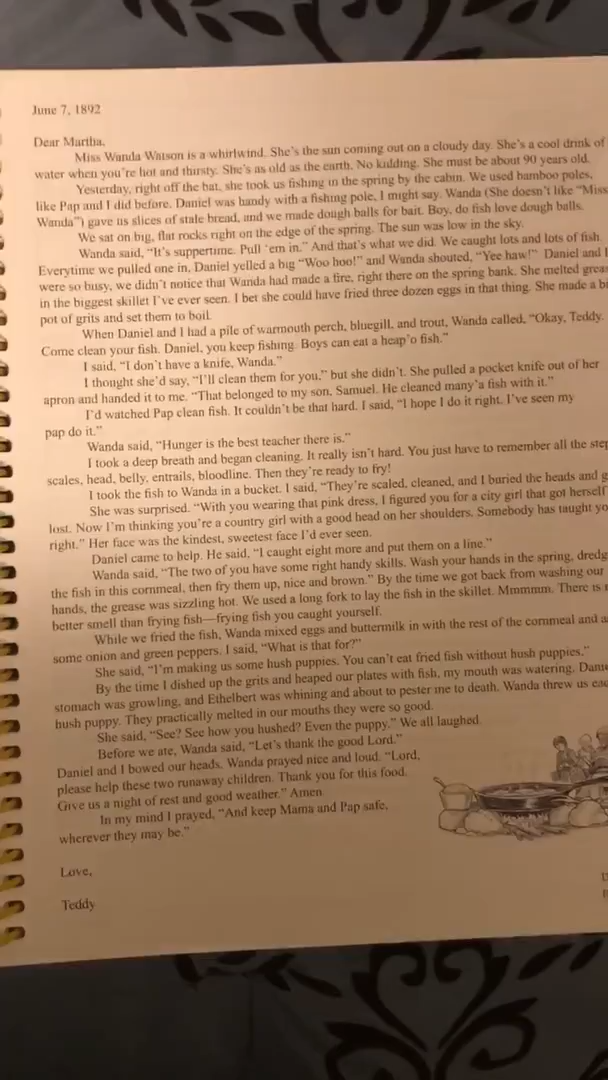 June 7, 1892
Dear Martha,
Miss Wanda Watson is a whirlwind. She's the sun coming out on a cloudy day. She's a cool drink of
water when you're hot and thirsty. She's as old as the earth. No kidding. She must be about 90 years old.
Yesterday, right off the bat, she took us fishing in the spring by the cabin. We used bamboo poles,
like Pap and I did before. Daniel was handy with a fishing pole, I might say. Wanda (She doesn't like "Miss
Wanda") gave us slices of stale bread, and we made dough balls for bait. Boy, do fish love dough balls.
We sat on big, flat rocks right on the edge of the spring. The sun was low in the sky.
Wanda said, "It's suppertime. Pull 'em in." And that's what we did. We caught lots and lots of fish.
Everytime we pulled one in, Daniel yelled a big "Woo hoo!" and Wanda shouted, "Yee haw!" Daniel and I
were so busy, we didn't notice that Wanda had made a fire, right there on the spring bank. She melted
in the biggest skillet I've ever seen. I bet she could have fried three dozen eggs in that thing. She made a
pot of grits and set them to boil.
When Daniel and I had a pile of warmouth perch, bluegill, and trout, Wanda called, "Okay, Teddy.
Come clean your fish. Daniel, you keep fishing. Boys can eat a heap'o fish."
I said, "I don't have a knife, Wanda."
I thought she'd say, "I'll clean them for you," but she didn't. She pulled a pocket knife out of her
apron and handed it to me. "That belonged to my son, Samuel. He cleaned many'a fish with it."
I'd watched Pap clean fish. It couldn't be that hard. I said, "I hope I do it right. I've seen my
pap do it."
Wanda said, "Hunger is the best teacher there is."
I took a deep breath and began cleaning. It really isn't hard. You just have to remember all the
scales, head, belly, entrails, bloodline. Then they're ready to fry!
I took the fish to Wanda in a bucket. I said, "They're scaled, cleaned, and I buried the heads and
She was surprised. "With you wearing that pink dress, I figured you for a city girl that got herself
lost. Now I'm thinking you're a country girl with a good head on her shoulders. Somebody has taught
right." Her face was the kindest, sweetest face I'd ever seen.
Daniel came to help. He said, "I caught eight more and put them on a line."
Wanda said, "The two of you have some right handy skills. Wash your hands in the spring,
the fish in this cornmeal, then fry them up, nice and brown." By the time we got back from washing our
hands, the grease was sizzling hot. We used a long fork to lay the fish in the skillet. Mmmmm. There is
better smell than frying fish—frying fish you caught yourself.
While we fried the fish, Wanda mixed eggs and buttermilk in with the rest of the cornmeal and
some onion and green peppers. I said, "What is that for?"
She said, "I'm making us some hush puppies. You can't eat fried fish without hush puppies."
By the time I dished up the grits and heaped our plates with fish, my mouth was watering.
stomach was growling, and Ethelbert was whining and about to pester me to death. Wanda threw us
hush puppy. They practically melted in our mouths they were so good.
She said, "See? See how you hushed? Even the puppy." We all laughed.
Before we ate, Wanda said, "Let's thank the good Lord."
Daniel and I bowed our heads. Wanda prayed nice and loud. "Lord,
please help these two runaway children. Thank you for this food.
Give us a night of rest and good weather." Amen
In my mind I prayed, "And keep Mama and Pap safe,
wherever they may be."
Love,
Teddy